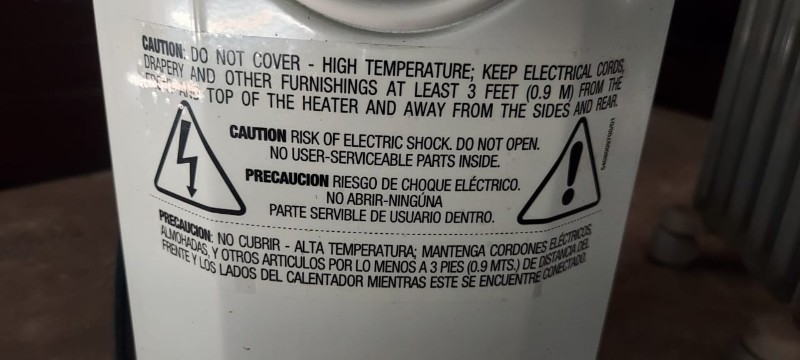 CAUTION: DO NOT COVER - HIGH TEMPERATURE; KEEP ELECTRICAL CORDS,
DRAPERY AND OTHER FURNISHINGS AT LEAST 3 FEET (0.9 M) FROM THE
AND TOP OF THE HEATER AND AWAY FROM THE SIDES AND REAR.
CAUTION RISK OF ELECTRIC SHOCK. DO NOT OPEN.
NO USER-SERVICEABLE PARTS INSIDE.
PRECAUCION RIESGO DE CHOQUE ELÉCTRICO.
NO ABRIR-NINGÚNA
PARTE SERVIBLE DE USUARIO DENTRO.
PRECAUCION: NO CUBRIR - ALTA TEMPERATURA; MANTENGA CORDONES ELÉCTRICOS,
ALMOHADAS, Y OTROS ARTICULOS POR LO MENOS A 3 PIES (0.9 MTS.) DE DISTANCIA DEL
FRENTE Y LOS LADOS DEL CALENTADOR MIENTRAS ESTE SE ENCUENTRE CONECTADO.